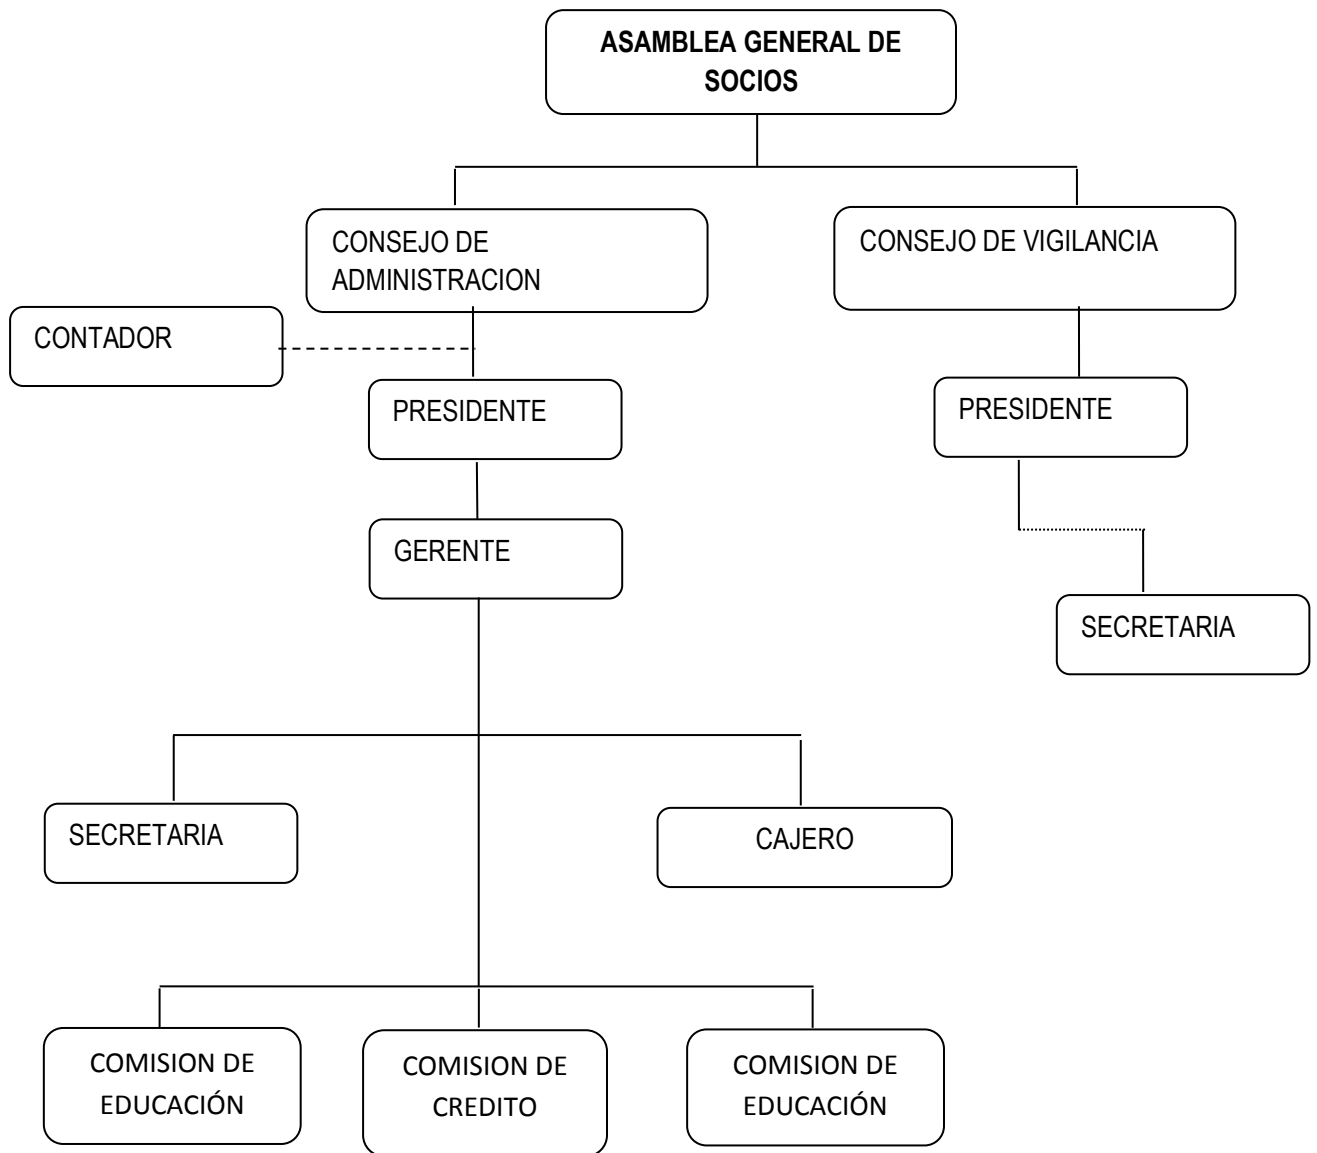 ASAMBLEA GENERAL DE
SOCIOS
CONSEJO DE
ADMINISTRACION
CONSEJO DE VIGILANCIA
CONTADOR
PRESIDENTE
PRESIDENTE
GERENTE
SECRETARIA
SECRETARIA
CAJERO
COMISION DE
EDUCACIÓN
COMISION DE
CREDITO
COMISION DE
EDUCACIÓN